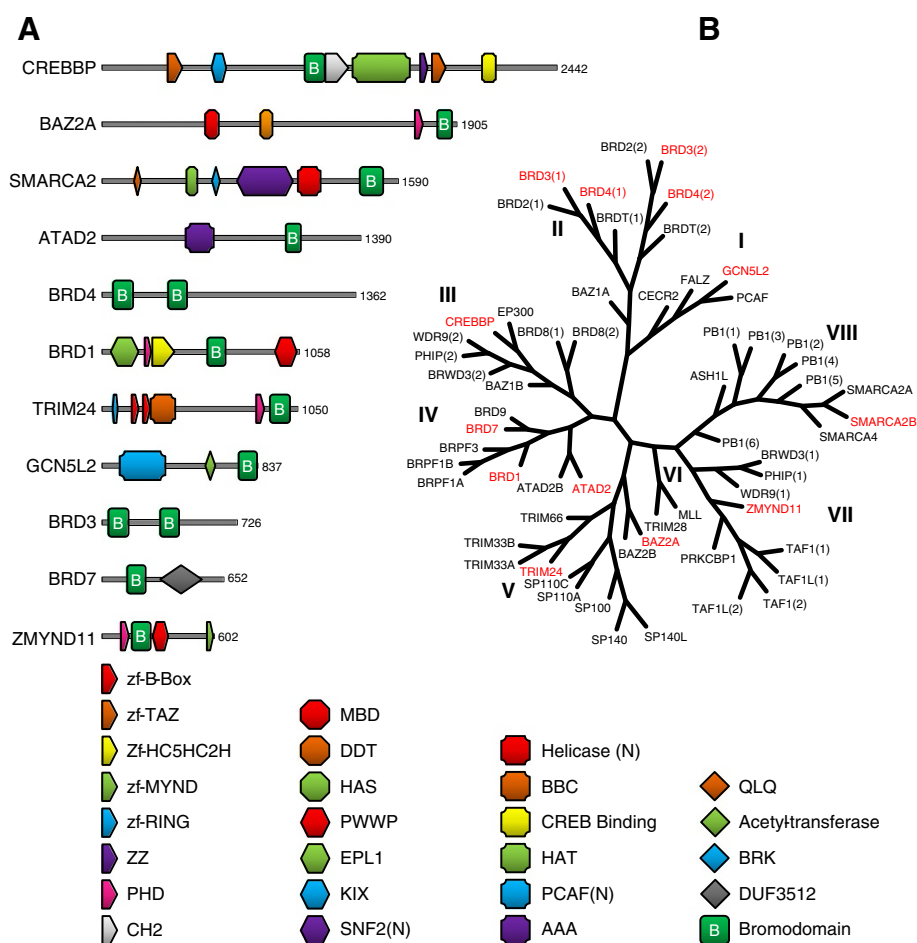 A
B
CREBBP
B
2442
BAZ2A
B
1905
SMARCA2
B
1590
ATAD2
B
1390
BRD4
B
B
1362
BRD1
B
1058
TRIM24
B
1050
GCN5L2
B
837
BRD3
B
B
726
BRD7
B
652
ZMYND11
B
602
BRD2(2)
BRD3(2)
BRD3(1)
BRD4(1)
BRD4(2)
BRD2(1)
BRDT(1)
BRDT(2)
II
I
GCN5L2
FALZ
PCAF
CECR2
BAZ1A
III
EP300
CREBBP
WDR9(2)
BRD8(1)
BRD8(2)
PHIP(2)
BRWD3(2)
BAZ1B
VIII
PB1(1)
PB1(3)
PB1(2)
PB1(4)
PB1(5)
ASH1L
SMARCA2A
SMARCA2B
SMARCA4
PB1(6)
IV
BRD9
BRD7
BRPF3
BRPF1B
BRPF1A
BRD1
ATAD2B
ATAD2
VI
BRWD3(1)
PHIP(1)
WDR9(1)
ZMYND11
VII
MLL
TRIM28
BAZ2A
BAZ2B
PRKCBP1
TAF1(1)
TAF1L(1)
TAF1(2)
TAF1L(2)
TRIM66
TRIM33B
TRIM33A
TRIM24
V
SP110C
SP110A
SP100
SP140
SP140L
zf-B-Box
zf-TAZ
Zf-HC5HC2H
zf-MYND
zf-RING
ZZ
PHD
CH2
MBD
DDT
HAS
PWWP
EPL1
KIX
SNF2(N)
Helicase (N)
BBC
CREB Binding
HAT
PCAF(N)
AAA
QLQ
Acetyl-transferase
BRK
DUF3512
B
Bromodomain